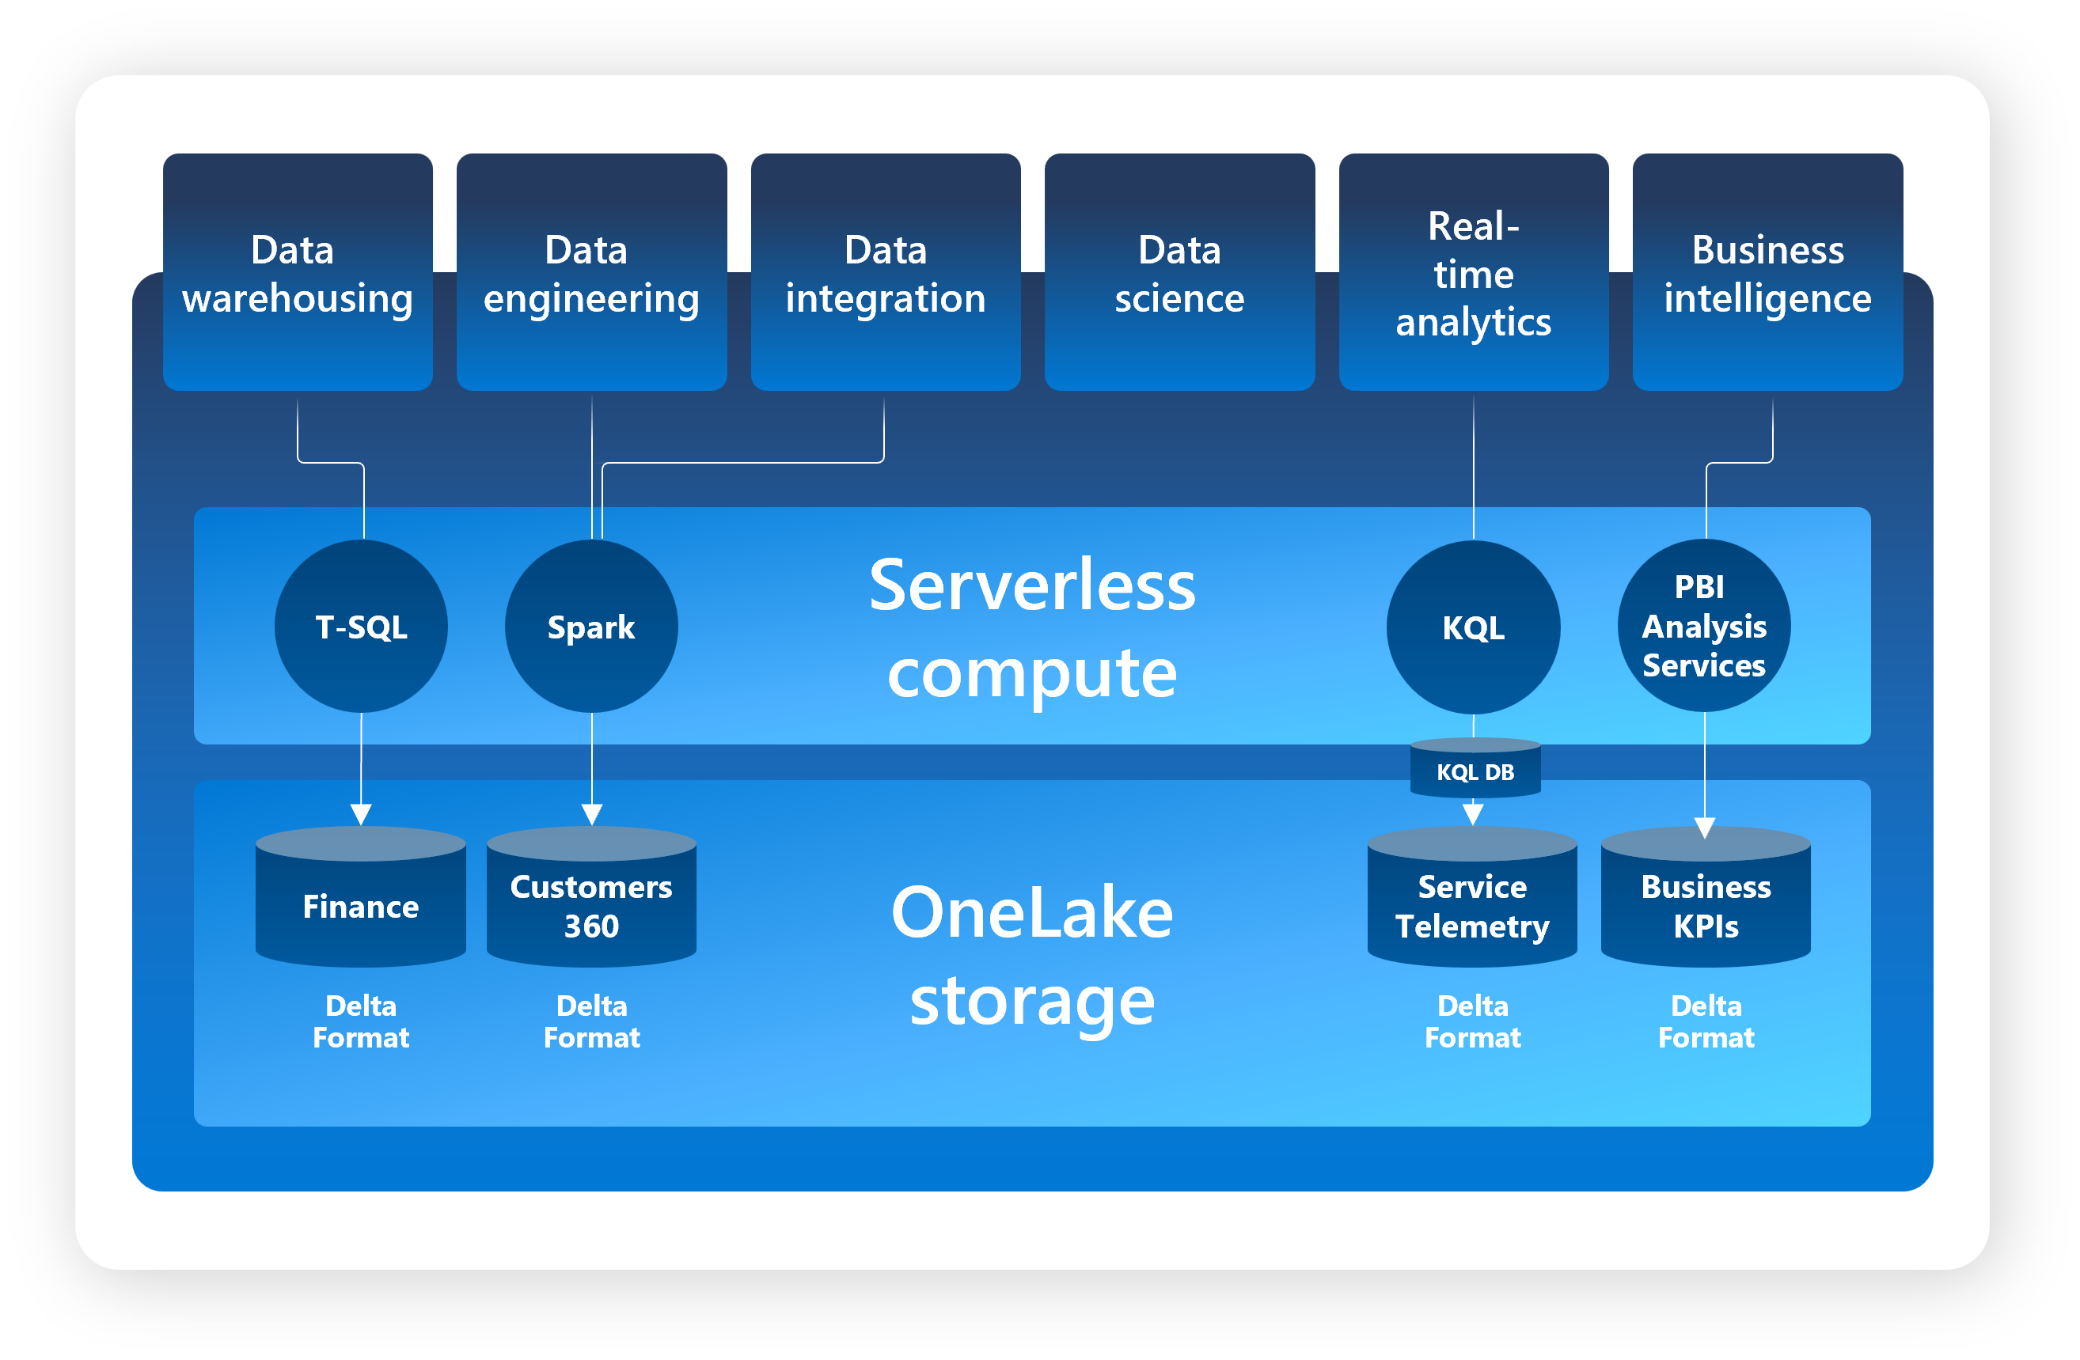 Data
warehousing
Data
engineering
Data
integration
Data
science
Real-
time
analytics
Business
intelligence
Serverless
compute
T-SQL
Spark
KQL
PBI
Analysis
Services
KQL DB
OneLake
storage
Finance
Customers
360
Service
Telemetry
Business
KPIs
Delta
Format
Delta
Format
Delta
Format
Delta
Format